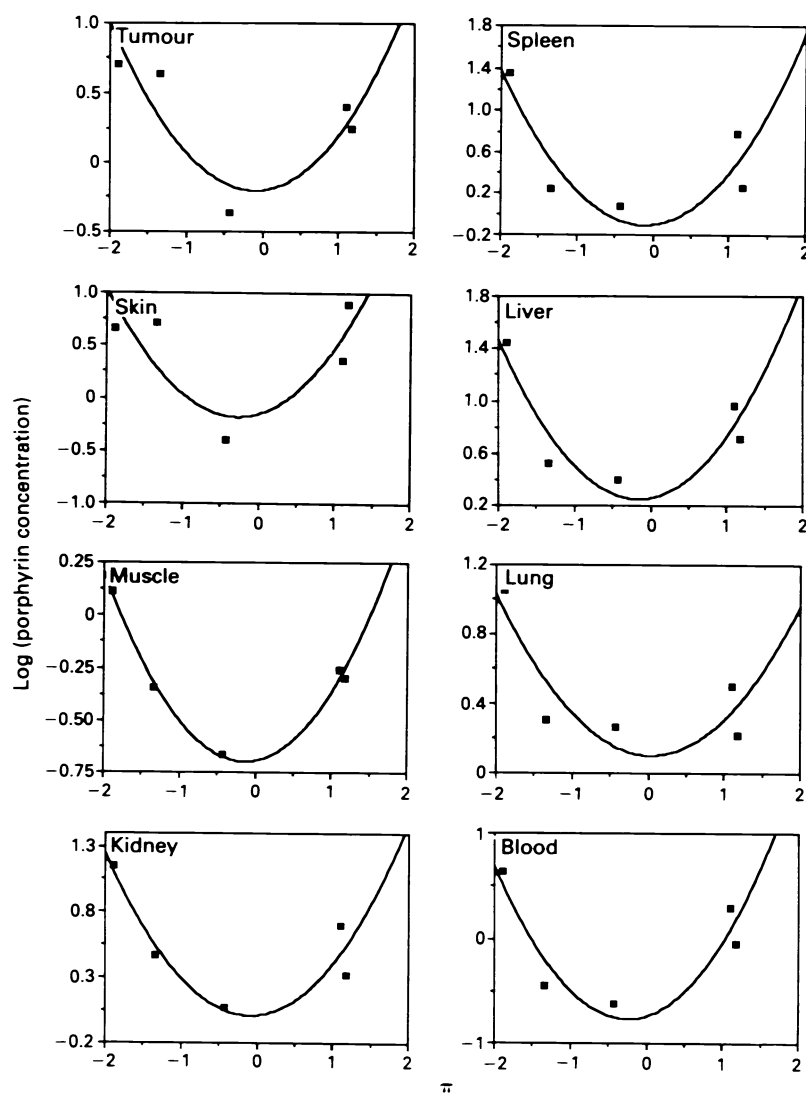 Tumour
1.0
0.5
0
−0.5
−2 −1 0 1 2
Spleen
1.8
1.4
1.0
0.6
0.2
−0.2
−2 −1 0 1 2
Skin
1.0
0.5
0
−0.5
−1.0
−2 −1 0 1 2
Liver
1.8
1.4
1.0
0.6
0.2
−2 −1 0 1 2
Log (porphyrin concentration)
Muscle
0.25
0
−0.25
−0.50
−0.75
−2 −1 0 1 2
Lung
1.2
0.8
0.4
0
−2 −1 0 1 2
Kidney
1.3
0.8
0.3
−0.2
−2 −1 0 1 2
Blood
1
0
−1
−2 −1 0 1 2
π